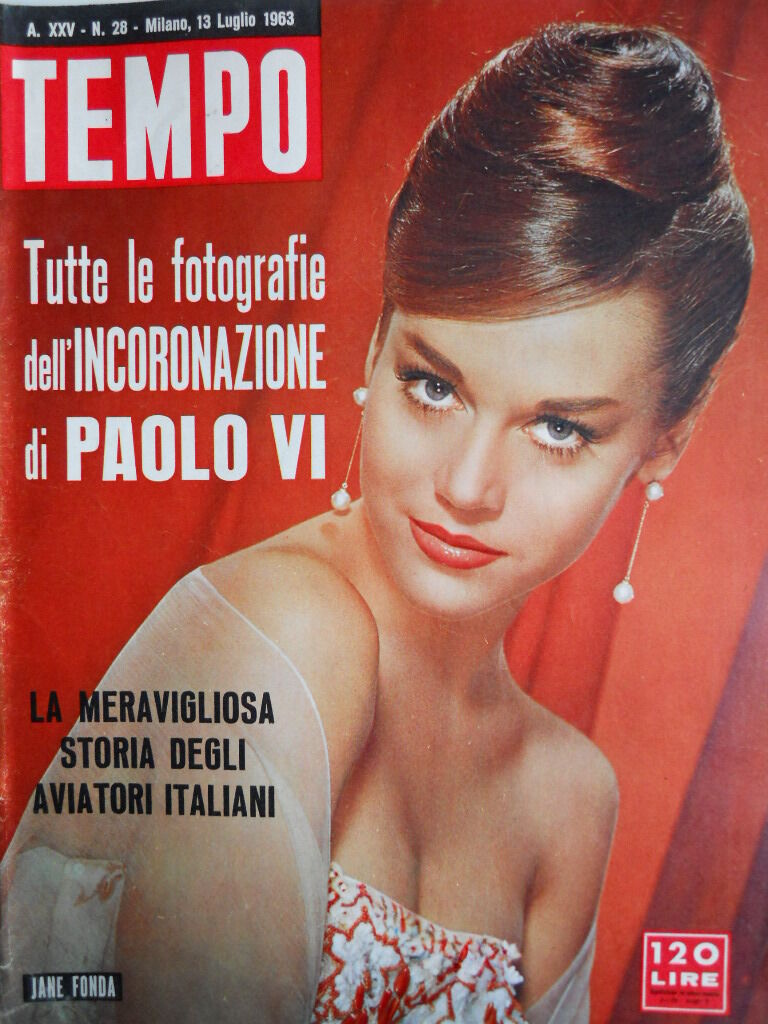 A. XXV - N. 28 - Milano, 13 Luglio 1963
TEMPO
Tutte le fotografie
dell'INCORONAZIONE
di PAOLO VI
LA MERAVIGLIOSA
STORIA DEGLI
AVIATORI ITALIANI
JANE FONDA
120
LIRE